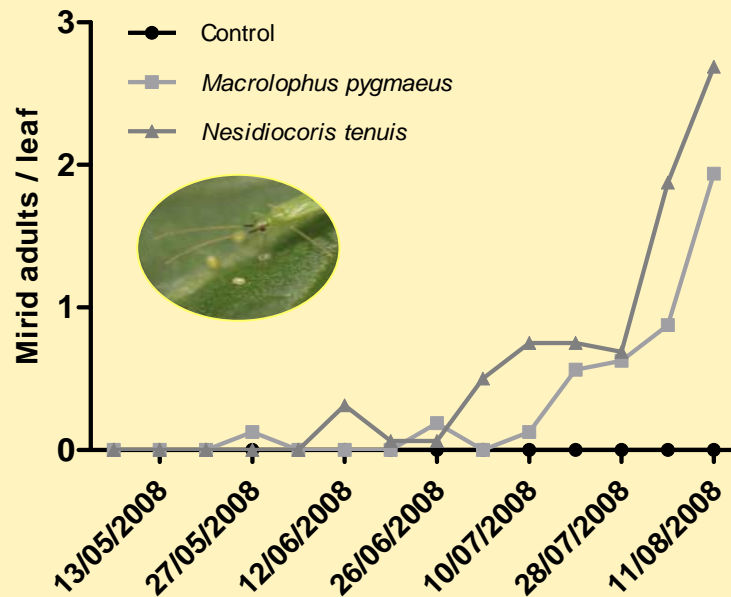 3
2
1
0
Mirid adults / leaf
Control
Macrolophus pygmaeus
Nesidiocoris tenuis
13/05/2008
27/05/2008
12/06/2008
26/06/2008
10/07/2008
28/07/2008
11/08/2008